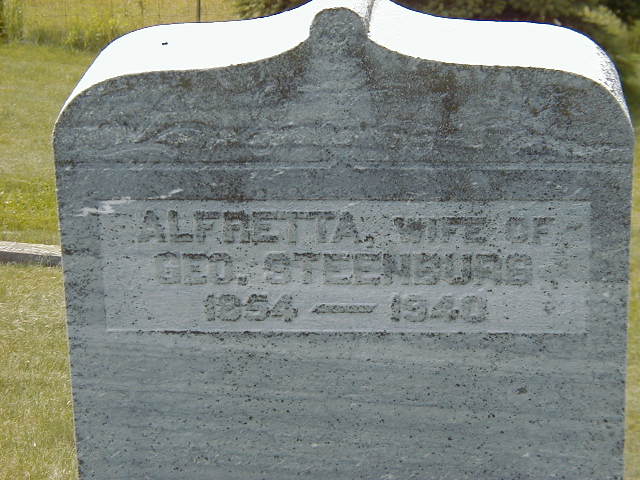 ALFRETTA, WIFE OF
GEO. STEENBURG
1854 — 1940